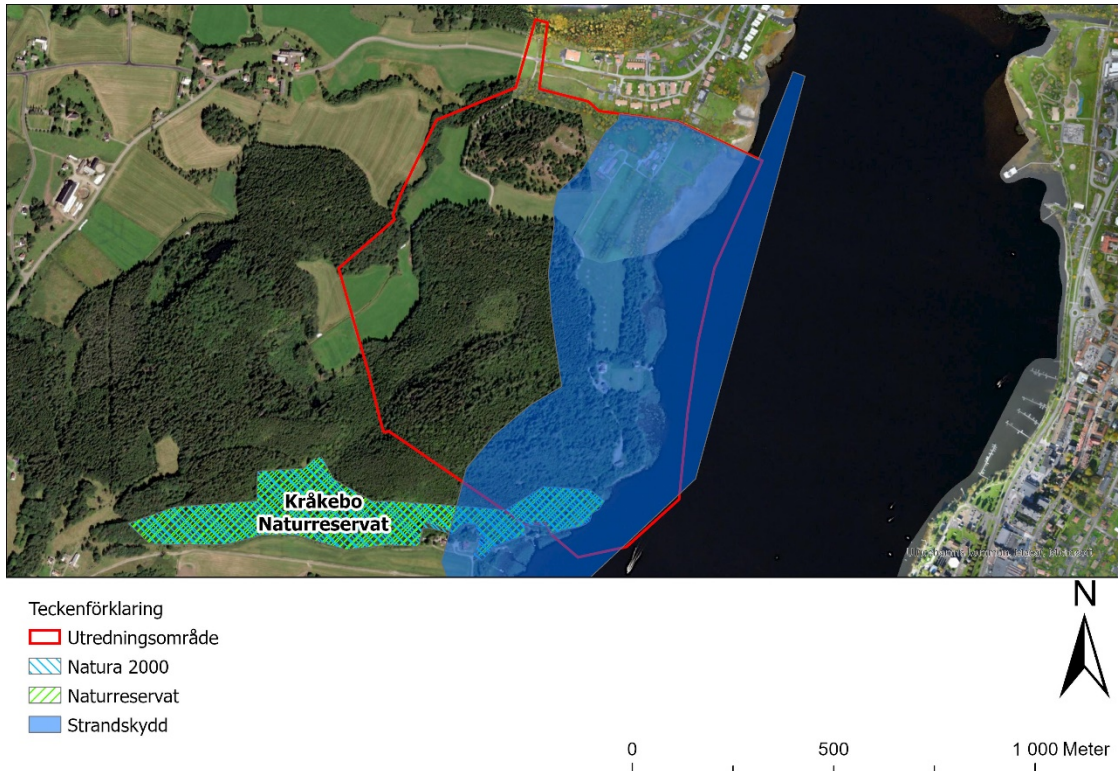 Kråkebo
Naturreservat
Teckenförklaring
Utredningsområde
Natura 2000
Naturreservat
Strandskydd
N
0 500 1 000 Meter